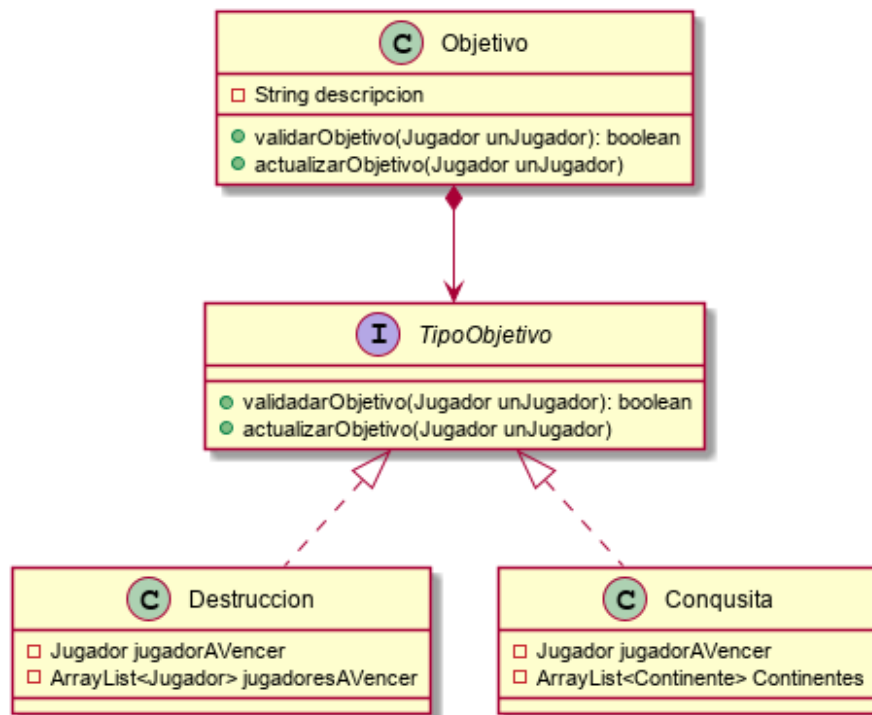 C Objetivo
String descripcion
validarObjetivo(Jugador unJugador): boolean
actualizarObjetivo(Jugador unJugador)
I TipoObjetivo
validadarObjetivo(Jugador unJugador): boolean
actualizarObjetivo(Jugador unJugador)
C Destruccion
Jugador jugadorAVencer
ArrayList<Jugador> jugadoresAVencer
C Conqusita
Jugador jugadorAVencer
ArrayList<Continente> Continentes